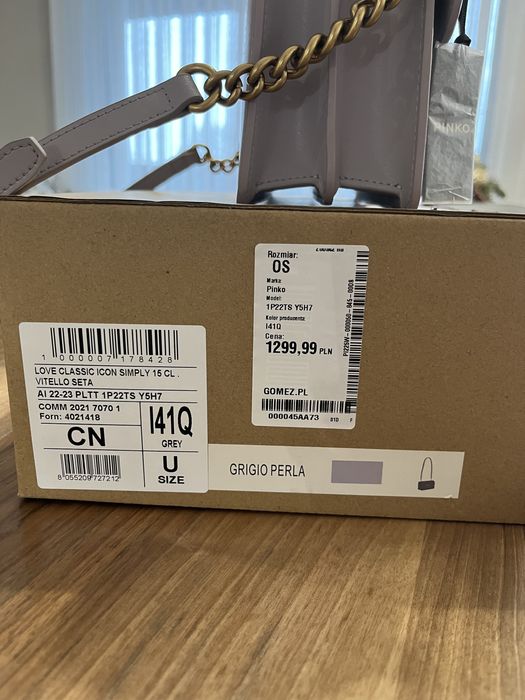 PINKO
Rozmiar:
OS
Marka:
Pinko
Model:
1P22TS Y5H7
Kolor producenta:
I41Q
Cena:
1299,99 PLN
GOMEZ.PL
000045AA73
010 F
1 000007 178428
LOVE CLASSIC ICON SIMPLY 15 CL .
VITELLO SETA
AI 22-23 PLTT 1P22TS Y5H7
COMM 2021 7070 1
Forn: 4021418
CN
8 055209 727212
I41Q
GREY
U
SIZE
GRIGIO PERLA